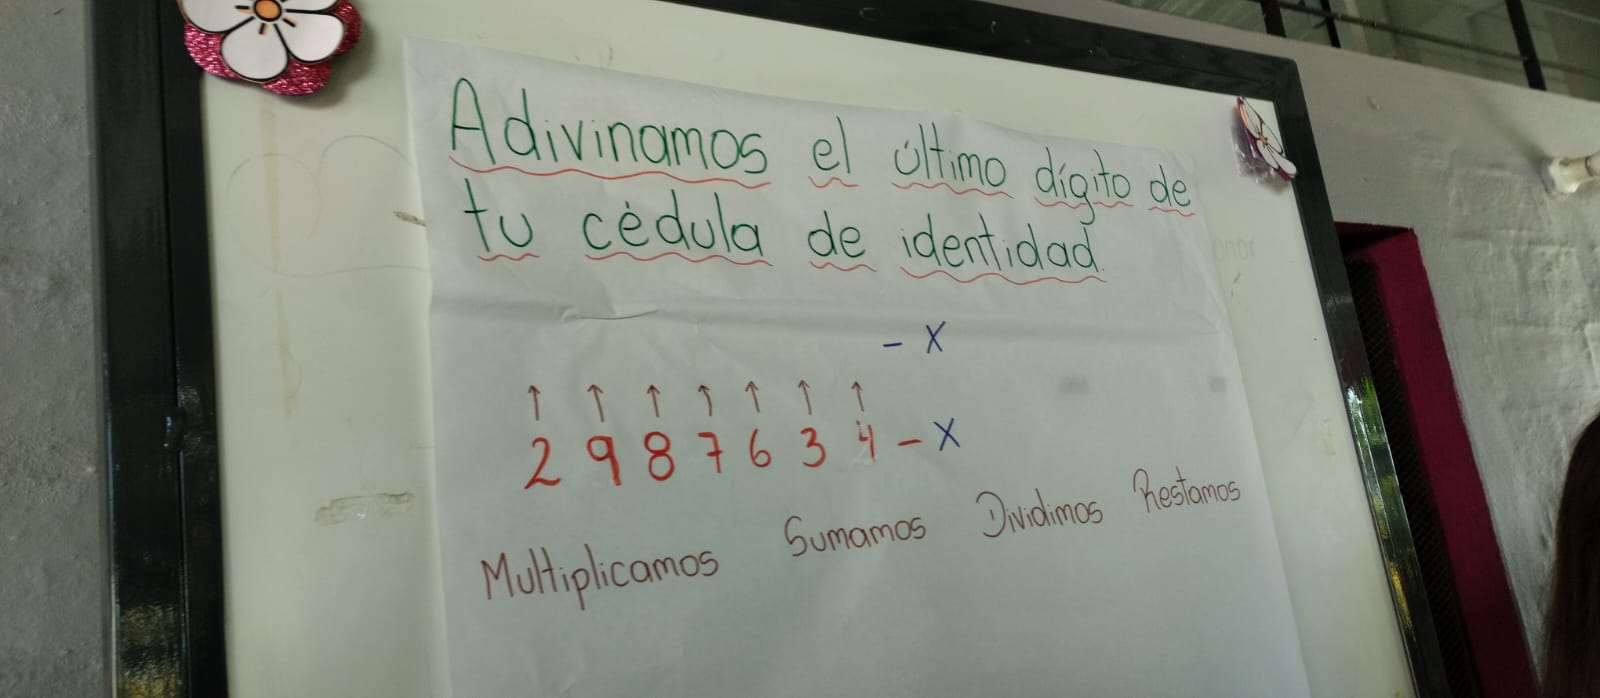 Adivinamos el último dígito de
tu cédula de identidad.
- X
↑ ↑ ↑ ↑ ↑ ↑ ↑
2 9 8 7 6 3 4 - X
Multiplicamos Sumamos Dividimos Restamos